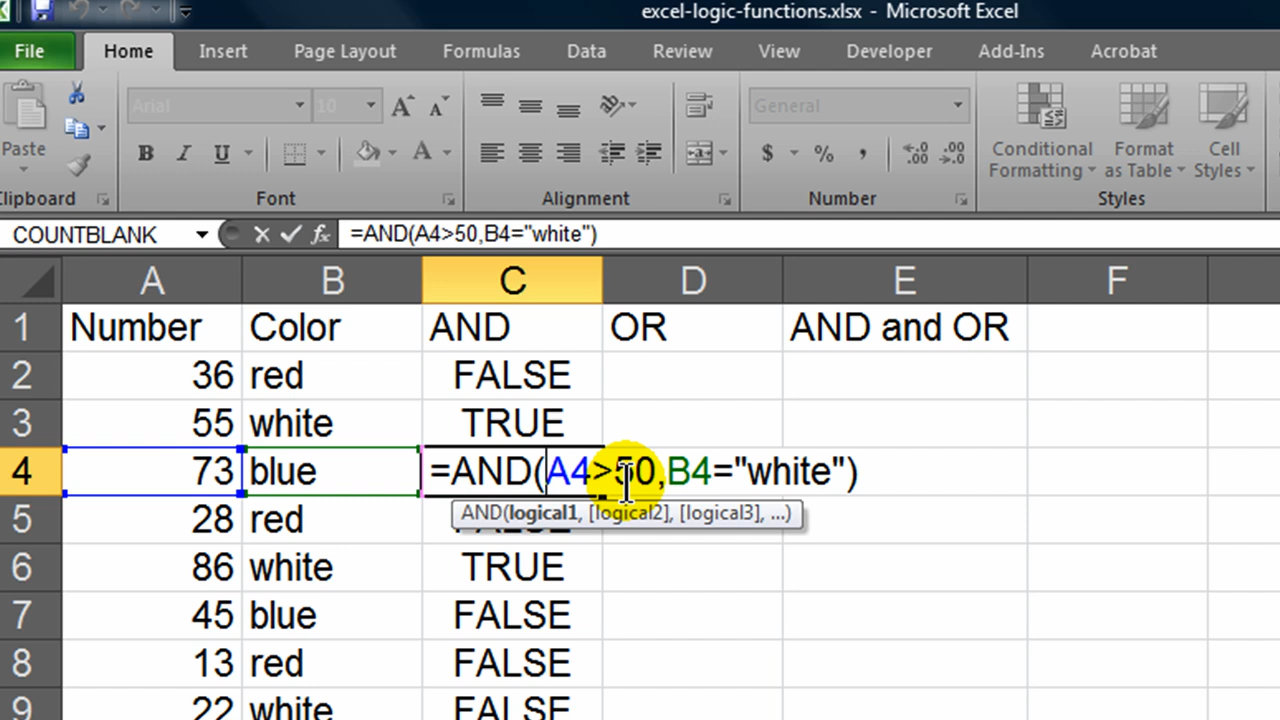 excel-logic-functions.xlsx - Microsoft Excel
File Home Insert Page Layout Formulas Data Review View Developer Add-Ins Acrobat
Arial 10 A A General
Paste B I U A $ % , Conditional Formatting Format as Table Cell Styles
Clipboard Font Alignment Number Styles
COUNTBLANK fx =AND(A4>50,B4="white")
A B C D E F
1 Number Color AND OR AND and OR
2 36 red FALSE
3 55 white TRUE
4 73 blue =AND(A4>50,B4="white")
AND(logical1, [logical2], [logical3], ...)
5 28 red FALSE
6 86 white TRUE
7 45 blue FALSE
8 13 red FALSE
9 22 white FALSE